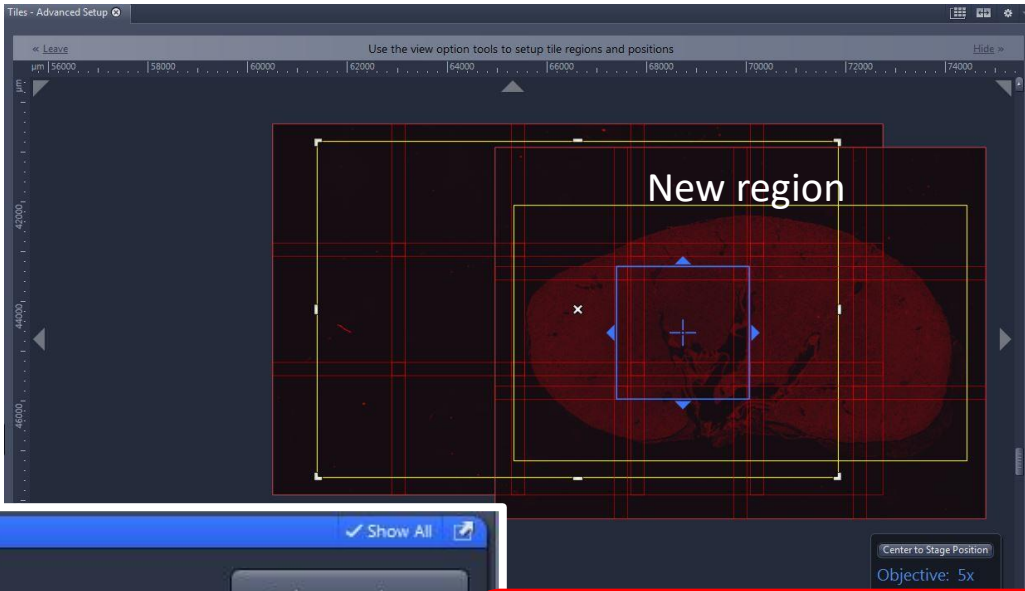 Tiles - Advanced Setup
« Leave
Use the view option tools to setup tile regions and positions
Hide »
µm 56000 58000 60000 62000 64000 66000 68000 70000 72000 74000
µm
42000
44000
46000
New region
Show All
Center to Stage Position
Objective: 5x